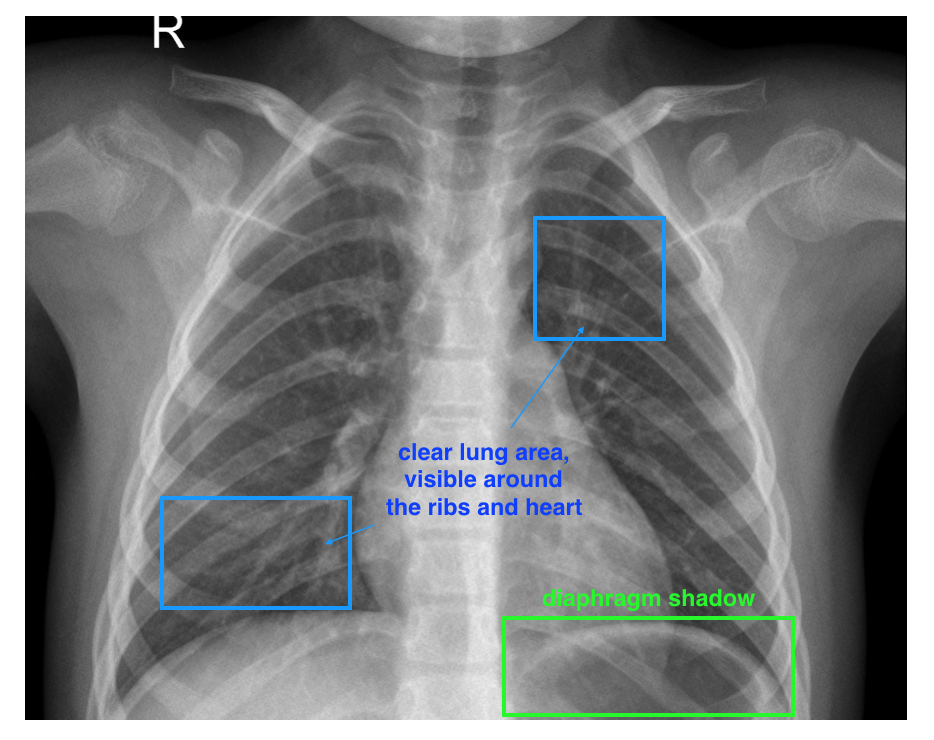 R
clear lung area,
visible around
the ribs and heart
diaphragm shadow